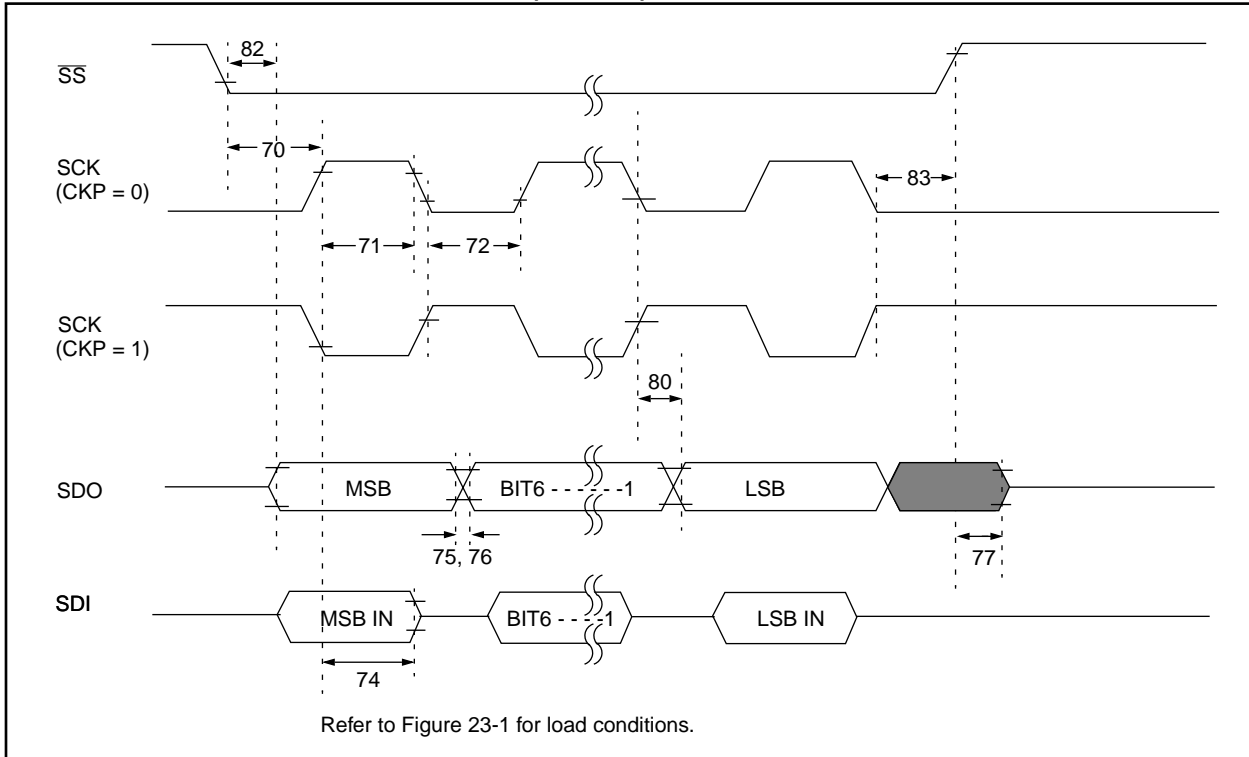 82
SS
70
SCK
(CKP = 0)
83
71
72
SCK
(CKP = 1)
80
SDO
MSB
BIT6 - - - - - -1
LSB
75, 76
77
SDI
MSB IN
BIT6 - - - -1
LSB IN
74
Refer to Figure 23-1 for load conditions.